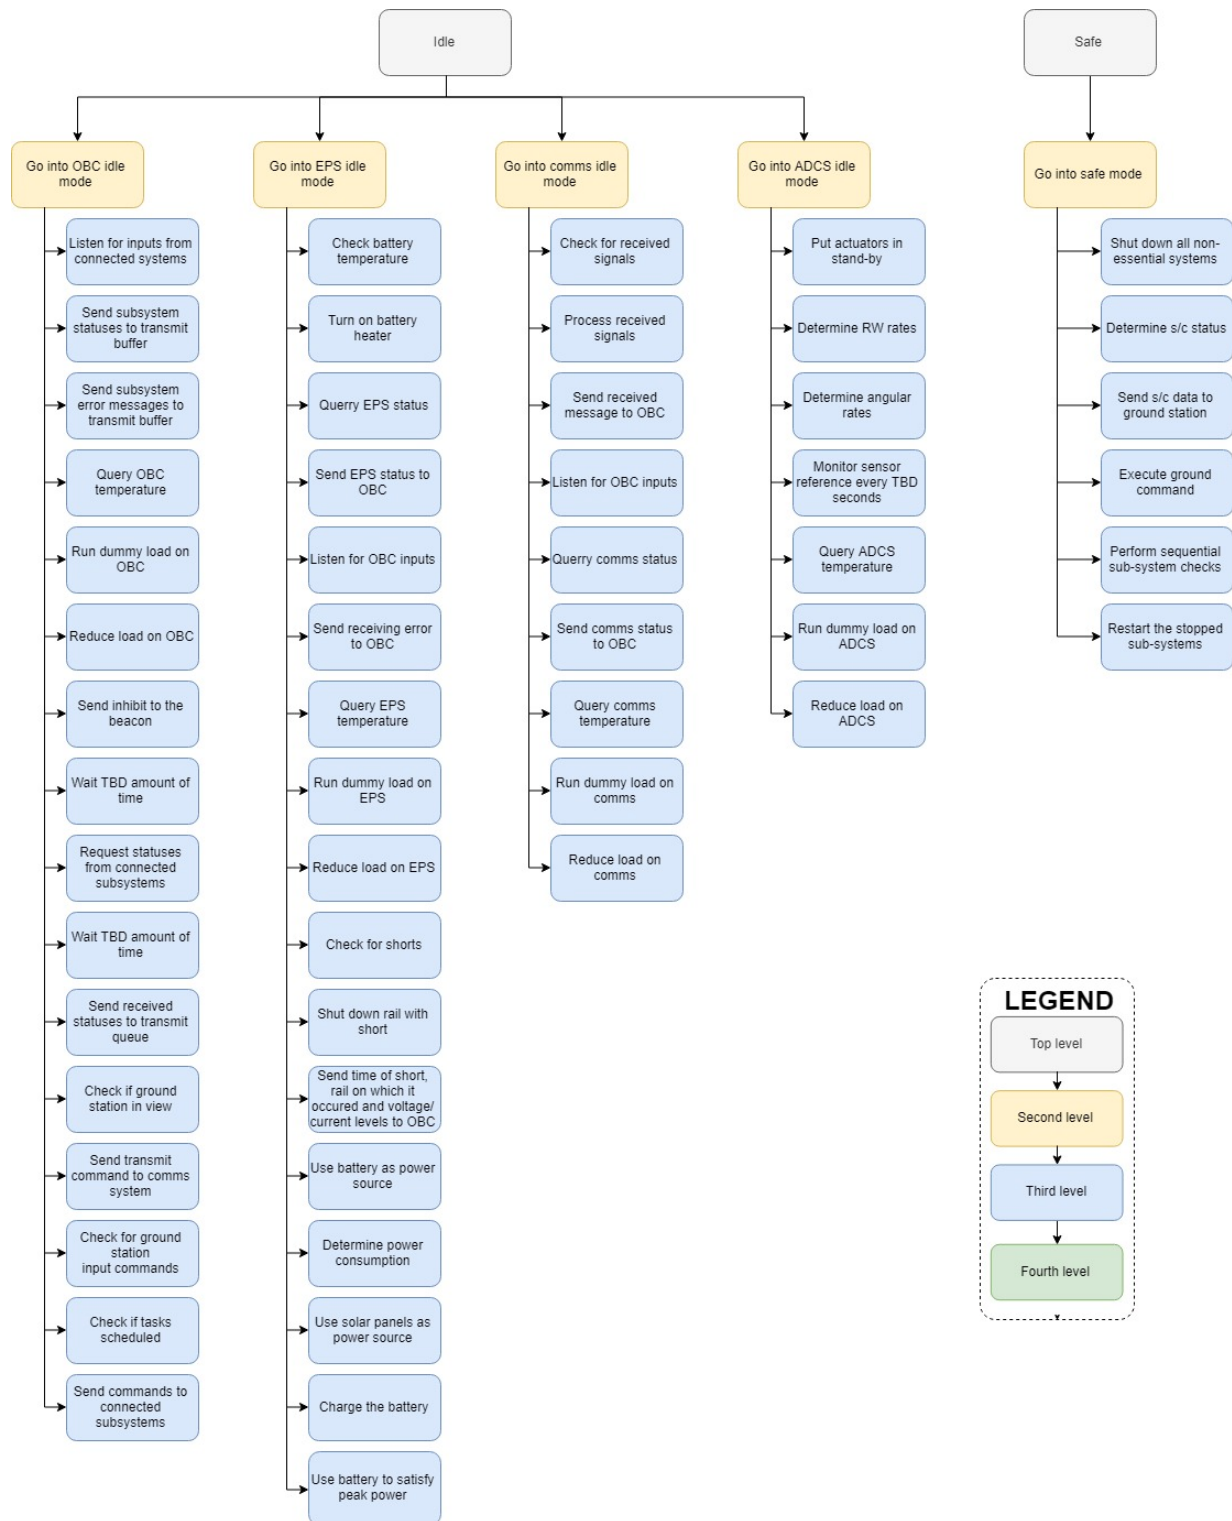 Idle
Safe
Go into OBC idle
mode
Go into EPS idle
mode
Go into comms idle
mode
Go into ADCS idle
mode
Go into safe mode
Listen for inputs from
connected systems
Send subsystem
statuses to transmit
buffer
Send subsystem
error messages to
transmit buffer
Query OBC
temperature
Run dummy load on
OBC
Reduce load on OBC
Send inhibit to the
beacon
Wait TBD amount of
time
Request statuses
from connected
subsystems
Wait TBD amount of
time
Send received
statuses to transmit
queue
Check if ground
station in view
Send transmit
command to comms
system
Check for ground
station
input commands
Check if tasks
scheduled
Send commands to
connected
subsystems
Check battery
temperature
Turn on battery
heater
Querry EPS status
Send EPS status to
OBC
Listen for OBC inputs
Send receiving error
to OBC
Query EPS
temperature
Run dummy load on
EPS
Reduce load on EPS
Check for shorts
Shut down rail with
short
Send time of short,
rail on which it
occured and voltage/
current levels to OBC
Use battery as power
source
Determine power
consumption
Use solar panels as
power source
Charge the battery
Use battery to satisfy
peak power
Check for received
signals
Process received
signals
Send received
message to OBC
Listen for OBC inputs
Querry comms status
Send comms status
to OBC
Query comms
temperature
Run dummy load on
comms
Reduce load on
comms
Put actuators in
stand-by
Determine RW rates
Determine angular
rates
Monitor sensor
reference every TBD
seconds
Query ADCS
temperature
Run dummy load on
ADCS
Reduce load on
ADCS
Shut down all non-
essential systems
Determine s/c status
Send s/c data to
ground station
Execute ground
command
Perform sequential
sub-system checks
Restart the stopped
sub-systems
LEGEND
Top level
Second level
Third level
Fourth level